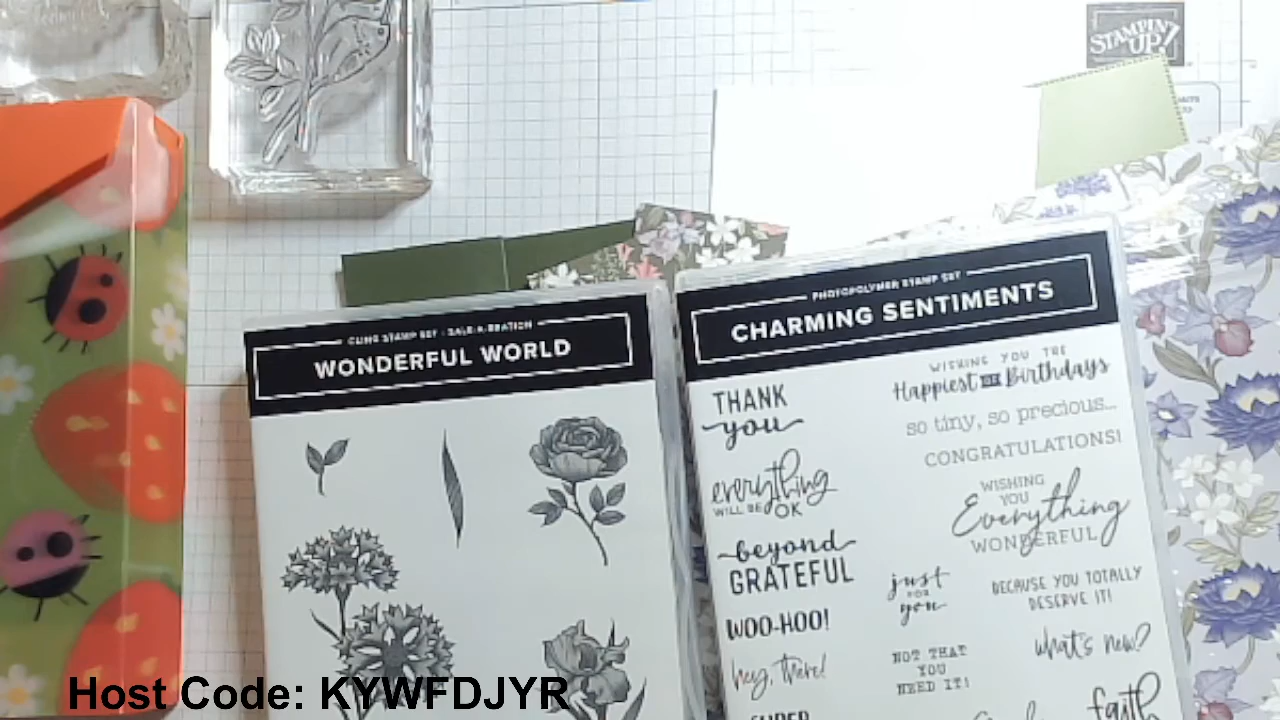 STAMPIN' UP!
CLING STAMP SET · SALE-A-BRATION
WONDERFUL WORLD
PHOTOPOLYMER STAMP SET
CHARMING SENTIMENTS
THANK
you
everything
WILL BE OK
beyond
GRATEFUL
WOO-HOO!
hey, there!
SUPER
WISHING YOU THE
Happiest OF Birthdays
so tiny, so precious...
CONGRATULATIONS!
WISHING
YOU
Everything
WONDERFUL
just
FOR
you
BECAUSE YOU TOTALLY
DESERVE IT!
NOT THAT
YOU
NEED IT!
what's new?
faith
Host Code: KYWFDJYR